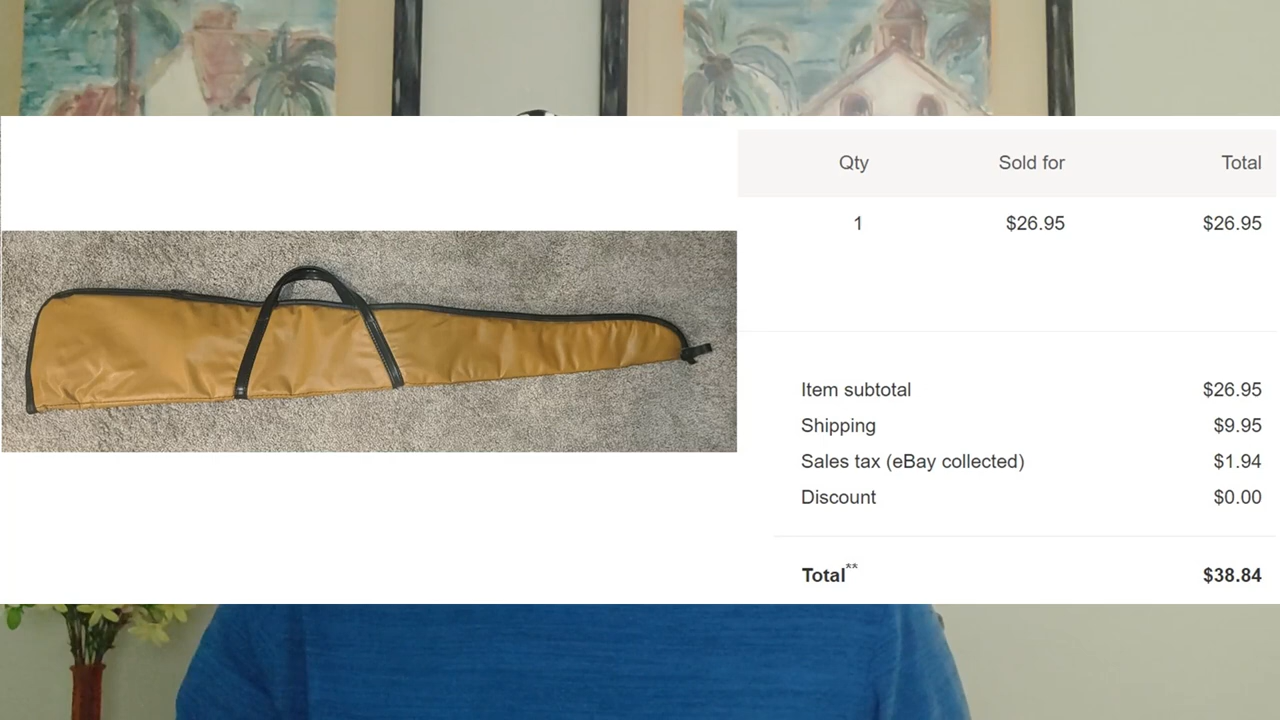 Qty Sold for Total
1 $26.95 $26.95
Item subtotal $26.95
Shipping $9.95
Sales tax (eBay collected) $1.94
Discount $0.00
Total** $38.84